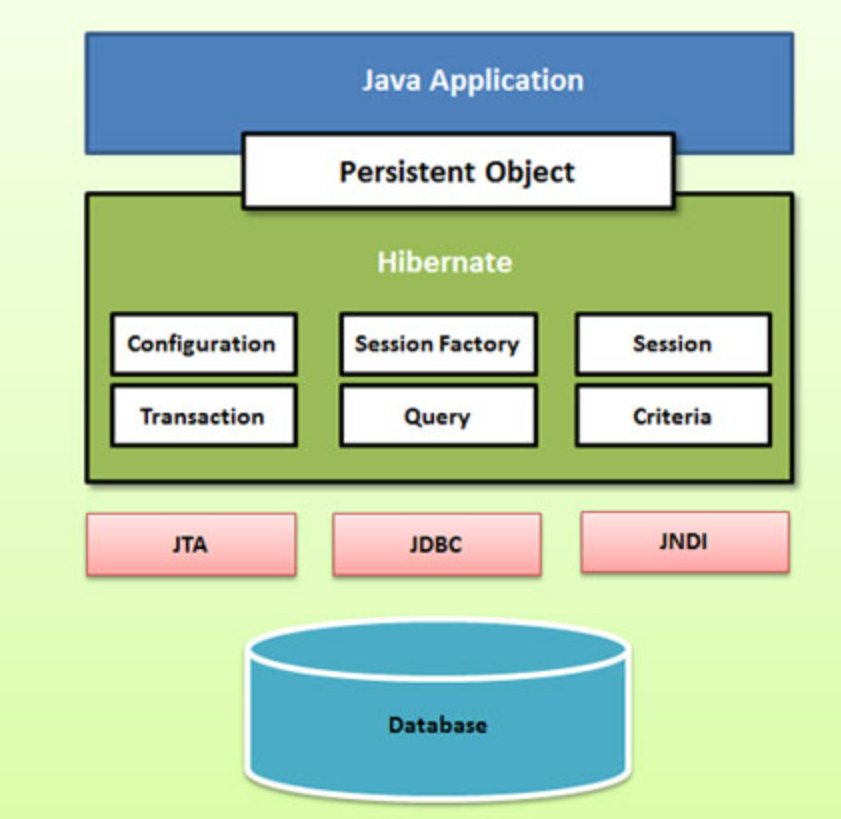 Java Application
Persistent Object
Hibernate
Configuration
Session Factory
Session
Transaction
Query
Criteria
JTA
JDBC
JNDI
Database